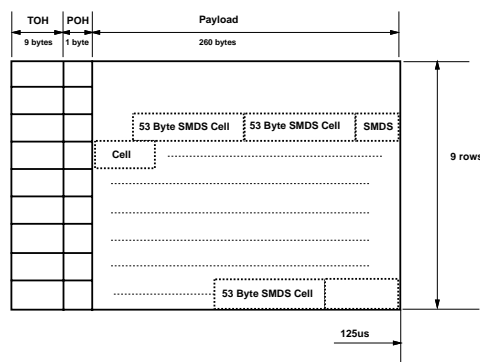 TOH POH Payload
9 bytes 1 byte 260 bytes
53 Byte SMDS Cell 53 Byte SMDS Cell SMDS
Cell
9 rows
53 Byte SMDS Cell
125us